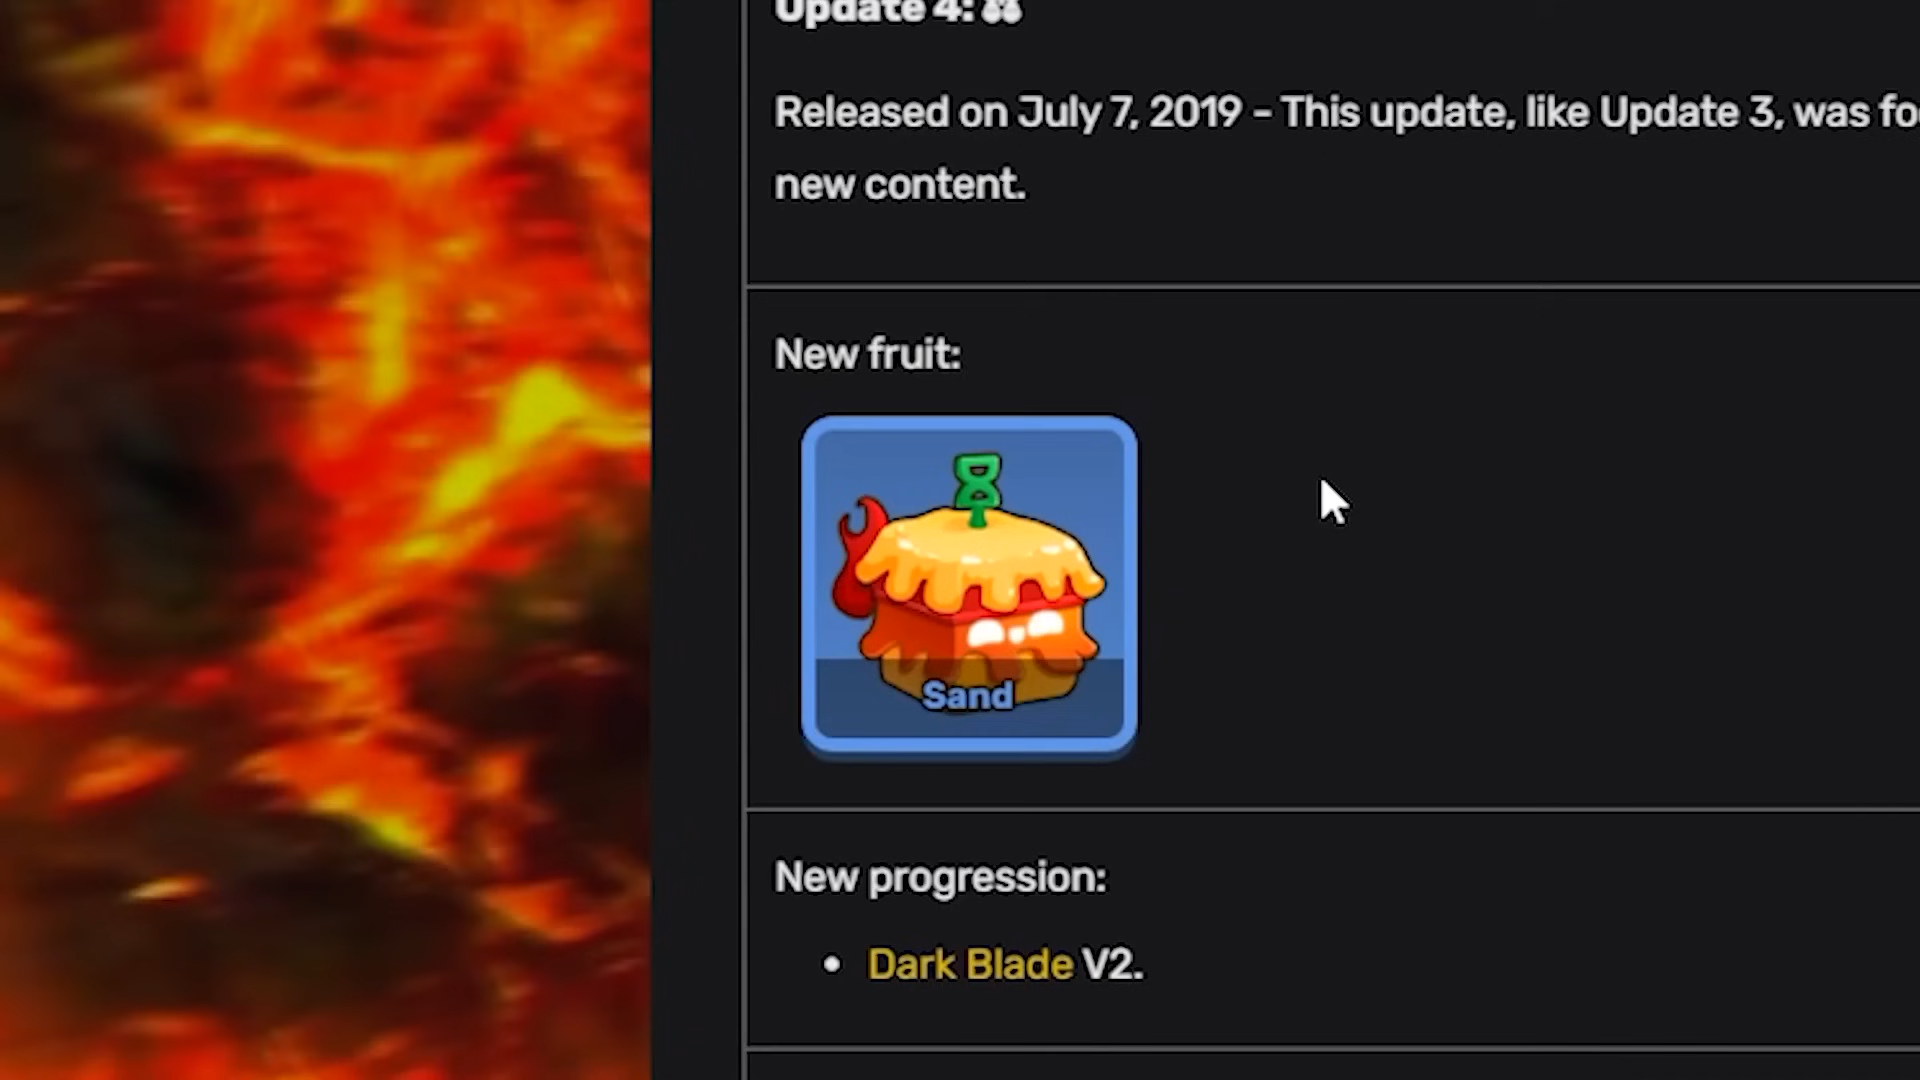 Update 4:
Released on July 7, 2019 – This update, like Update 3, was fo
new content.
New fruit:
Sand
New progression:
• Dark Blade V2.